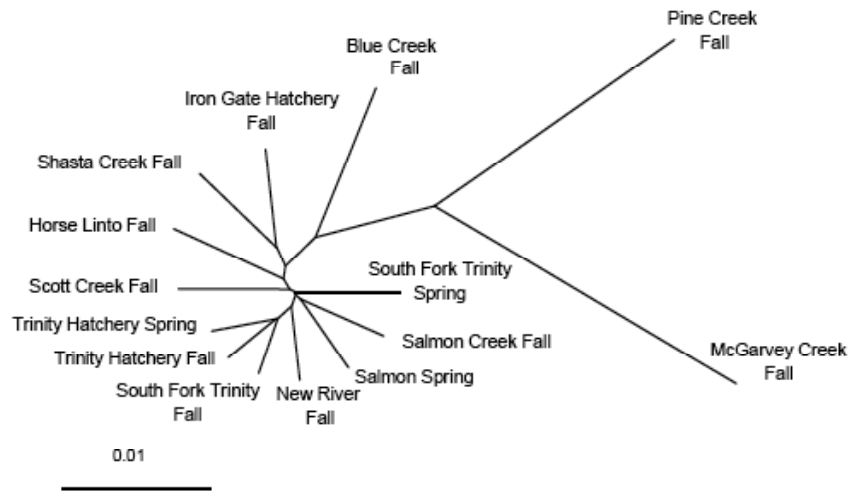 Pine Creek
Fall
Blue Creek
Fall
Iron Gate Hatchery
Fall
Shasta Creek Fall
Horse Linto Fall
South Fork Trinity
Spring
Scott Creek Fall
Trinity Hatchery Spring
Salmon Creek Fall
Trinity Hatchery Fall
McGarvey Creek
Fall
Salmon Spring
South Fork Trinity
Fall
New River
Fall
0.01